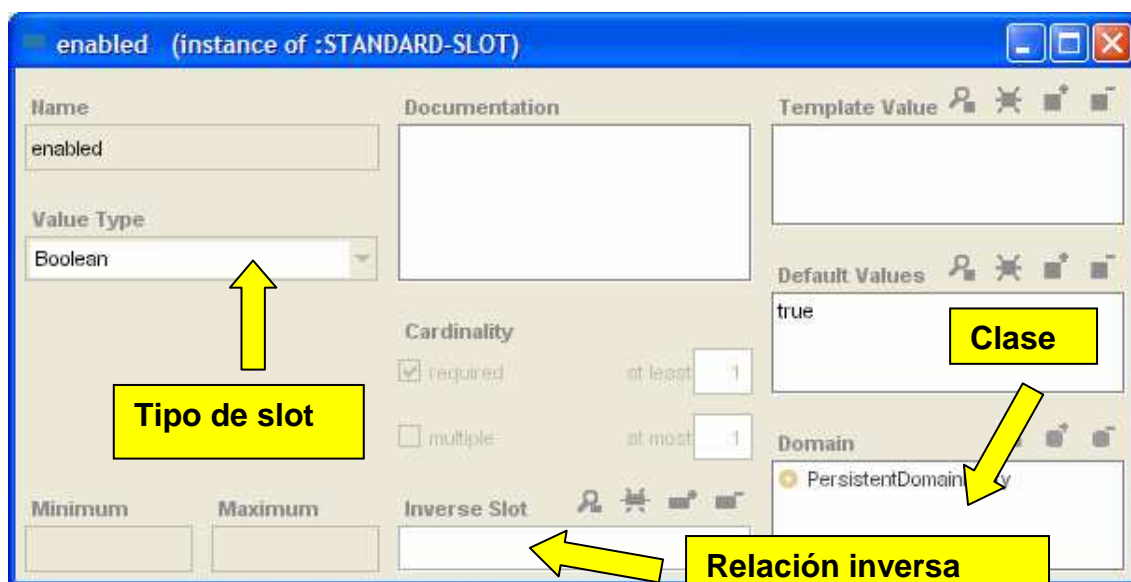 enabled (instance of :STANDARD-SLOT)
Name
Documentation
Template Value
enabled
Value Type
Boolean
Default Values
true
Clase
Cardinality
required
at least
1
Tipo de slot
multiple
at most
1
Domain
PersistentDomain
Minimum
Maximum
Inverse Slot
Relación inversa